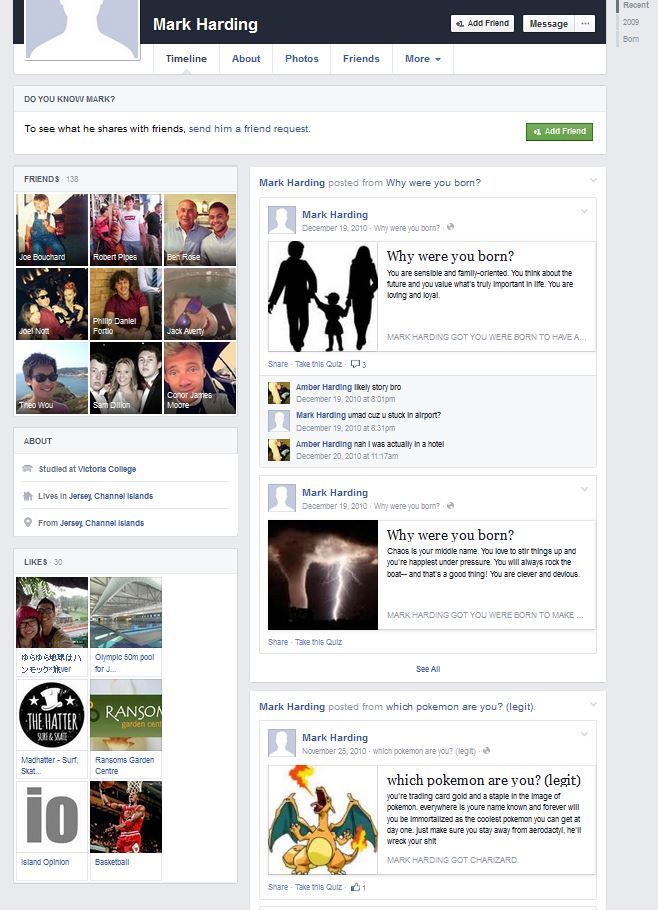 Mark Harding
Add Friend
Message
...
Recent
2009
Born
Timeline
About
Photos
Friends
More
DO YOU KNOW MARK?
To see what he shares with friends, send him a friend request.
Add Friend
FRIENDS · 138
Joe Bouchard
Robert Pipes
Ben Rose
Joel Nott
Philip Daniel
Fortio
Jack Averty
Theo Wou
Sam Dillon
Conor James
Moore
ABOUT
Studied at Victoria College
Lives in Jersey, Channel Islands
From Jersey, Channel Islands
LIKES · 30
ゆらゆら地球はハ
ンモック×旅
Olympic 50m pool
for J...
THE HATTER
SURF & SKATE
RANSOM
garden cent
Madhatter - Surf,
Skat...
Ransoms Garden
Centre
io
Island Opinion
Basketball
Mark Harding posted from Why were you born?
Mark Harding
December 19, 2010 · Why were you born? ·
Why were you born?
You are sensible and family-oriented. You think about the
future and you value what's truly important in life. You are
loving and loyal.
MARK HARDING GOT YOU WERE BORN TO HAVE A...
Share · Take this Quiz · 3
Amber Harding likely story bro
December 19, 2010 at 8:01pm
Mark Harding umad cuz u stuck in airport?
December 19, 2010 at 8:31pm
Amber Harding nah i was actually in a hotel
December 20, 2010 at 11:17am
Mark Harding
December 19, 2010 · Why were you born? ·
Why were you born?
Chaos is your middle name. You love to stir things up and
you're happiest under pressure. You will always rock the
boat-- and that's a good thing! You are clever and devious.
MARK HARDING GOT YOU WERE BORN TO MAKE ...
Share · Take this Quiz
See All
Mark Harding posted from which pokemon are you? (legit).
Mark Harding
November 25, 2010 · which pokemon are you? (legit) ·
which pokemon are you? (legit)
you're trading card gold and a staple in the image of
pokemon. everywhere is youre name known and forever will
you be immortalized as the coolest pokemon you can get at
day one. just make sure you stay away from aerodactyl, he'll
wreck your shit
MARK HARDING GOT CHARIZARD.
Share · Take this Quiz · 1